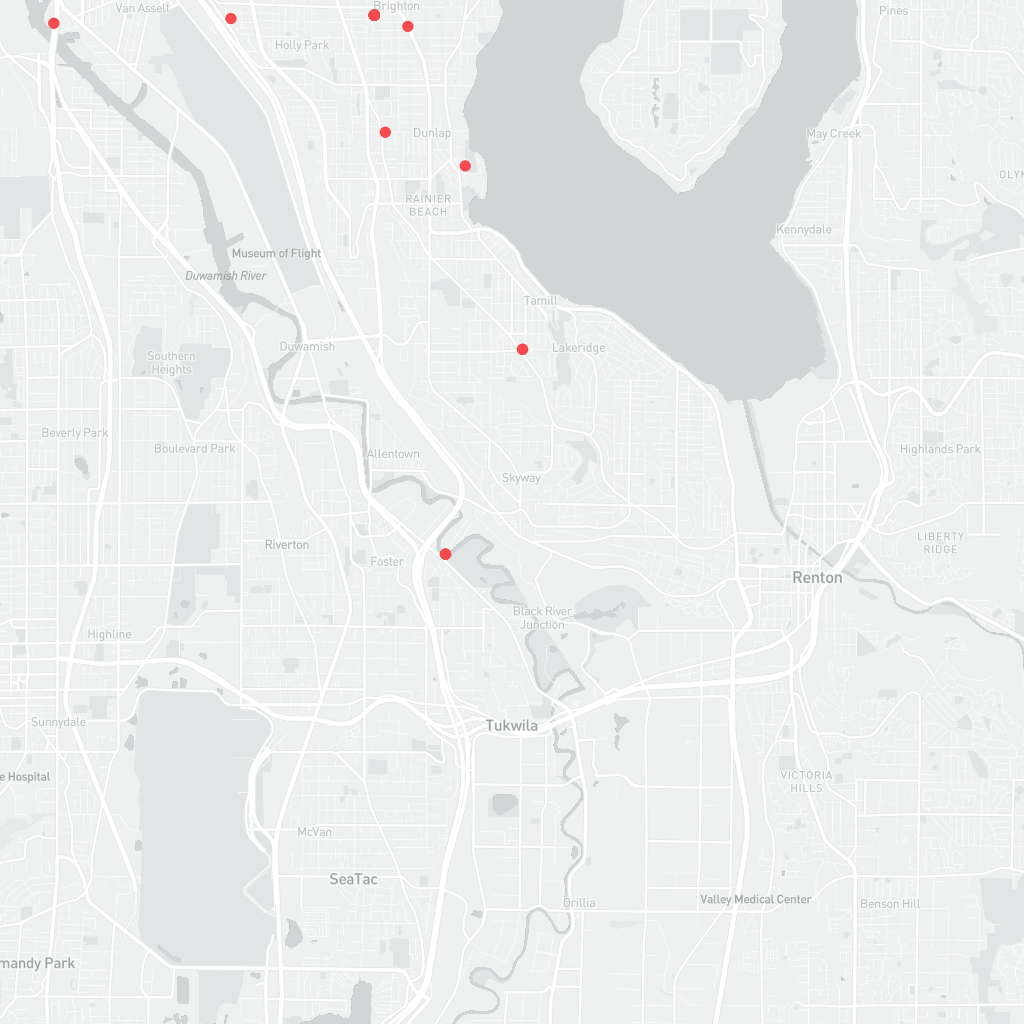 Van Asselt
Brighton
Pines
Holly Park
Dunlap
May Creek
OLYM
RAINIER
BEACH
Kennydale
Museum of Flight
Duwamish River
Tamill
Duwamish
Lakeridge
Southern
Heights
Beverly Park
Boulevard Park
Allentown
Highlands Park
Skyway
Riverton
Foster
LIBERTY
RIDGE
Renton
Black River
Junction
Highline
Sunnydale
Tukwila
e Hospital
VICTORIA
HILLS
McVan
SeaTac
Orillia
Valley Medical Center
Benson Hill
mandy Park